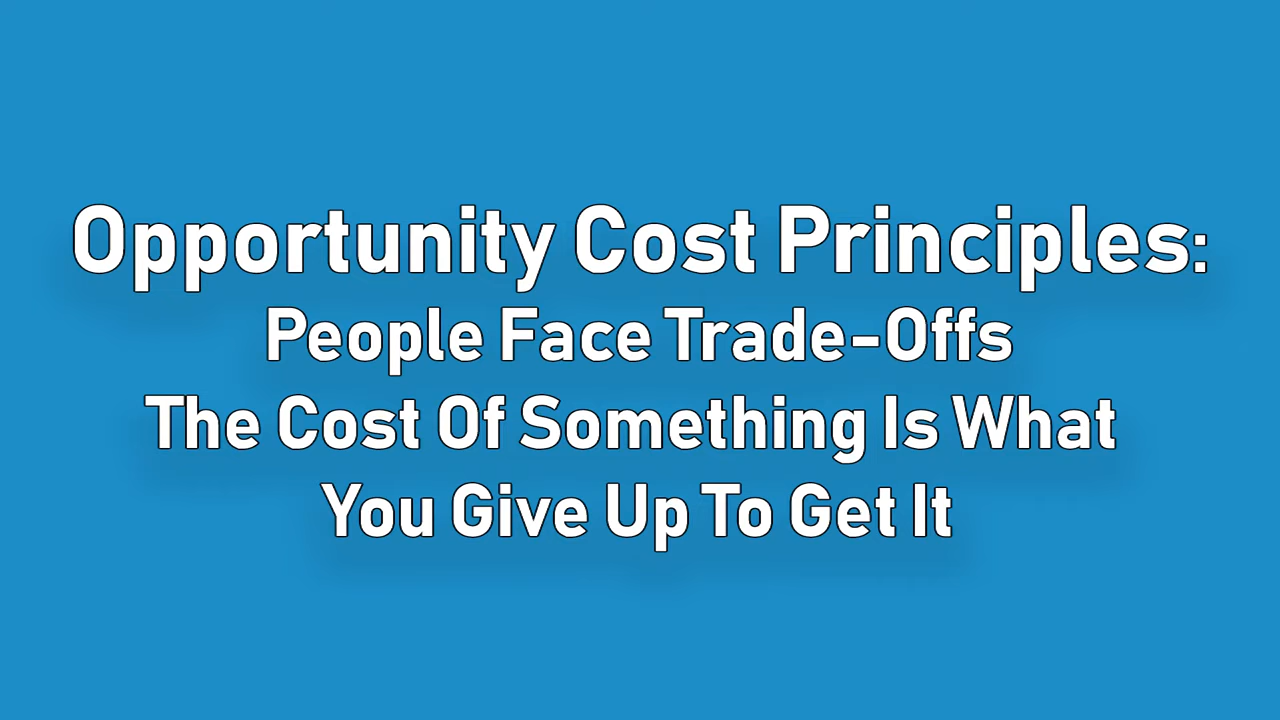 Opportunity Cost Principles:
People Face Trade-Offs
The Cost Of Something Is What
You Give Up To Get It